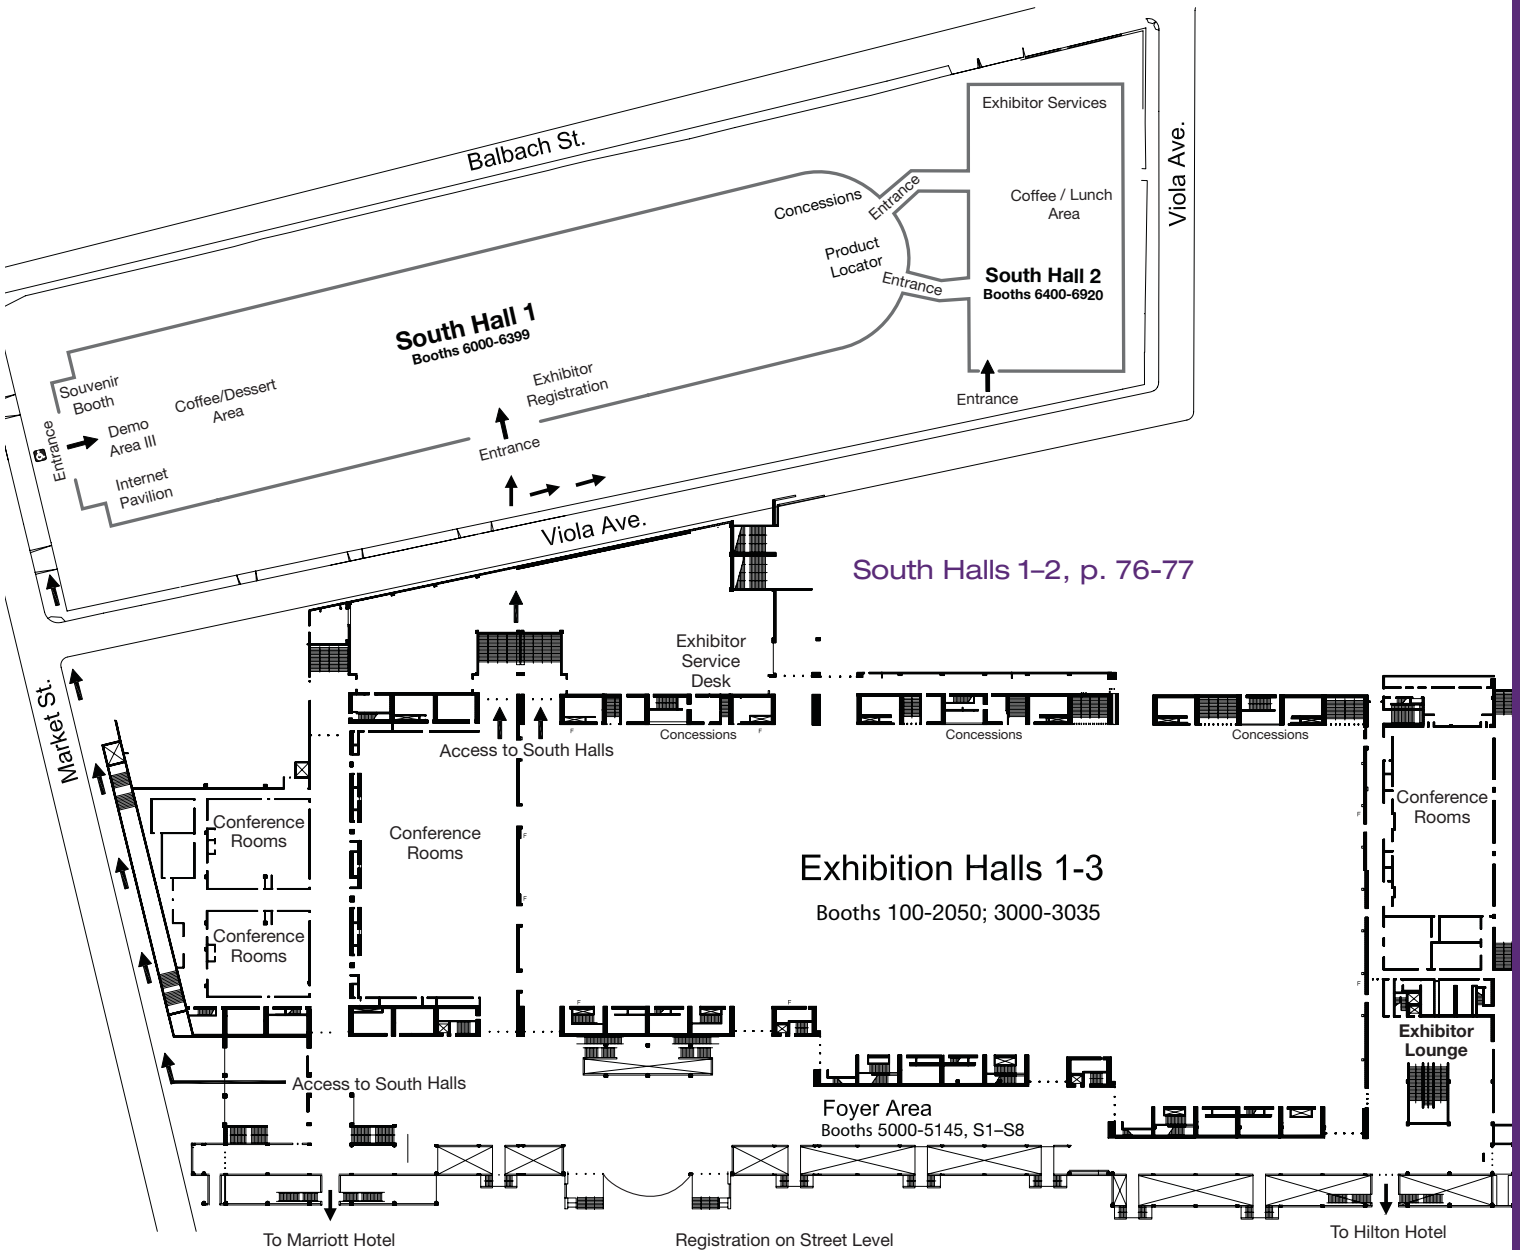 Balbach St.
Exhibitor Services
Viola Ave.
Concessions
Entrance
Coffee / Lunch
Area
Product
Locator
Entrance
South Hall 2
Booths 6400-6920
South Hall 1
Booths 6000-6399
Souvenir
Booth
Coffee/Dessert
Area
Exhibitor
Registration
Entrance
Demo
Area III
Entrance
Entrance
Internet
Pavilion
Viola Ave.
South Halls 1–2, p. 76-77
Exhibitor
Service
Desk
Market St.
F
F
Concessions
Concessions
Concessions
Access to South Halls
Conference
Rooms
Conference
Rooms
Conference
Rooms
F
F
Exhibition Halls 1-3
Booths 100-2050; 3000-3035
F
Conference
Rooms
F
F
F
Exhibitor
Lounge
Access to South Halls
Foyer Area
Booths 5000-5145, S1–S8
To Marriott Hotel
Registration on Street Level
To Hilton Hotel